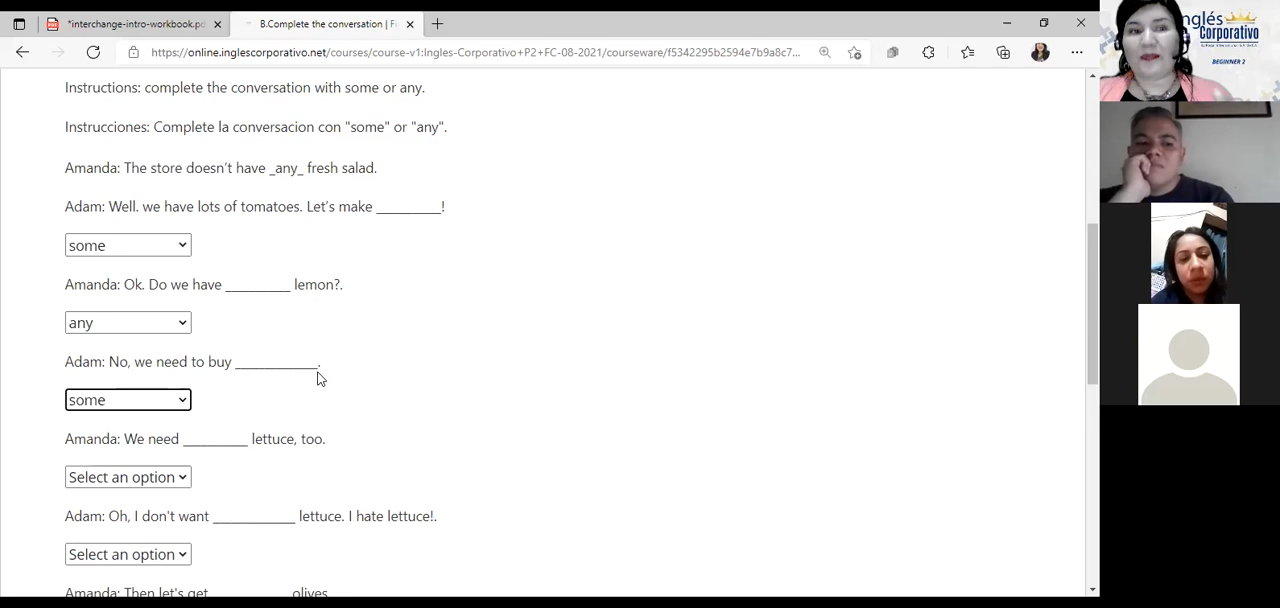 *interchange-intro-workbook.pd
B.Complete the conversation | F
https://online.inglescorporativo.net/courses/course-v1:Ingles-Corporativo+P2+FC-08-2021/courseware/f5342295b2594e7b9a8c7...
Instructions: complete the conversation with some or any.
Instrucciones: Complete la conversacion con "some" or "any".
Amanda: The store doesn't have _any_ fresh salad.
Adam: Well. we have lots of tomatoes. Let's make _________!
some
Amanda: Ok. Do we have _________ lemon?.
any
Adam: No, we need to buy ____________.
some
Amanda: We need _________ lettuce, too.
Select an option
Adam: Oh, I don't want ____________ lettuce. I hate lettuce!.
Select an option
Amanda: Then let's get ____________ olives
nglés
Corporativo
BEGINNER 2